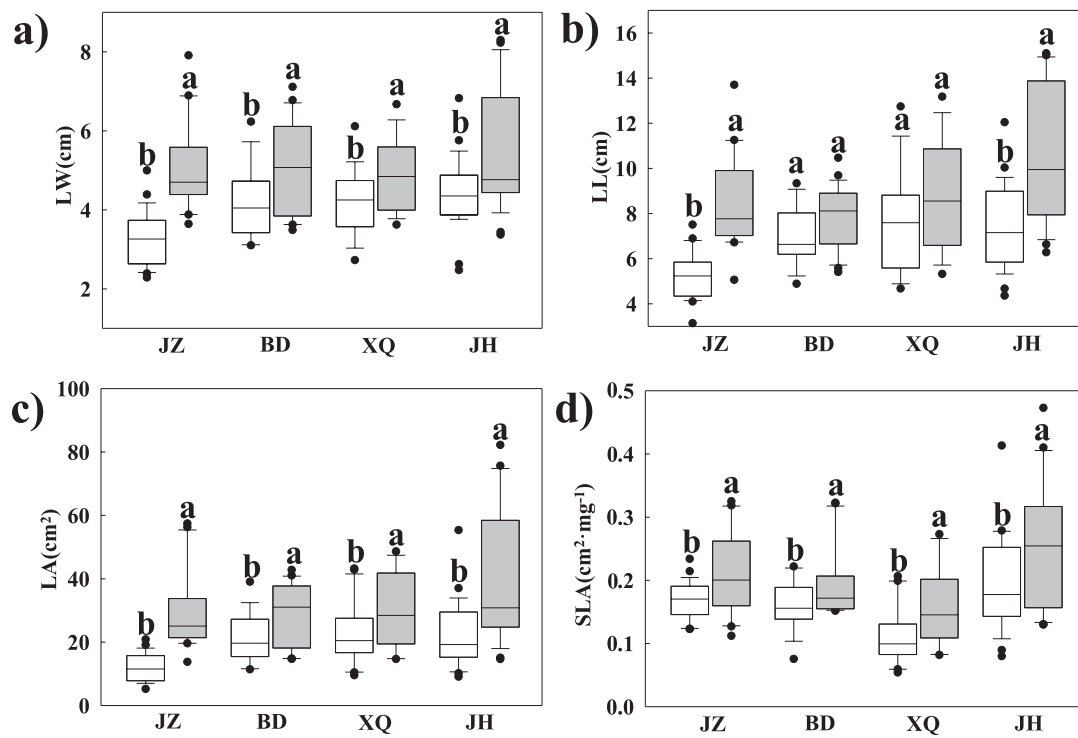 a)
LW(cm)
8
6
4
2
b a b a b a b a
JZ BD XQ JH
b)
LL(cm)
16
14
12
10
8
6
4
b a a a a a b a
JZ BD XQ JH
c)
LA(cm²)
100
80
60
40
20
0
b a b a b a b a
JZ BD XQ JH
d)
SLA(cm²·mg⁻¹)
0.5
0.4
0.3
0.2
0.1
0.0
b a b a b a b a
JZ BD XQ JH